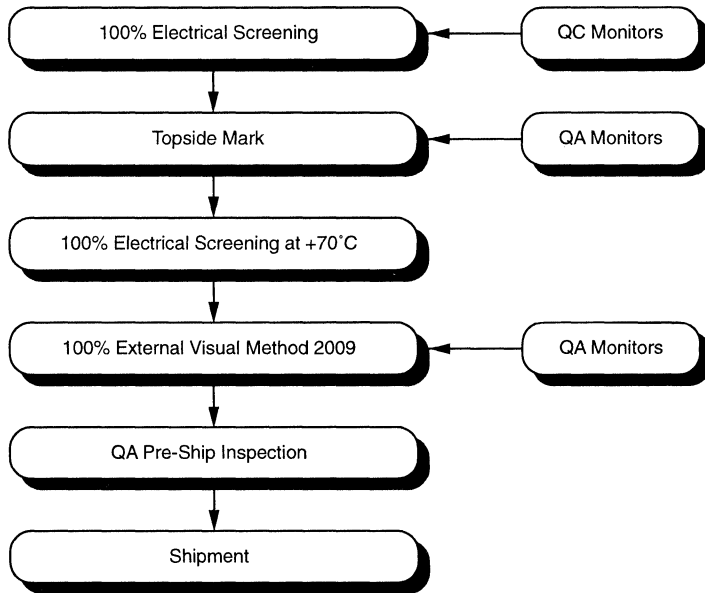 100% Electrical Screening
QC Monitors
Topside Mark
QA Monitors
100% Electrical Screening at +70˚C
100% External Visual Method 2009
QA Monitors
QA Pre-Ship Inspection
Shipment